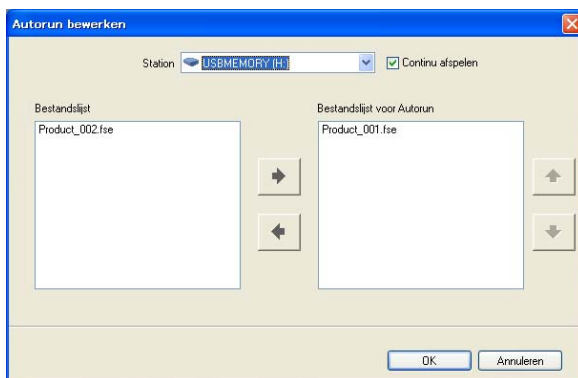 Autorun bewerken
Station USBMEMORY (H:) Continu afspelen
Bestandslijst Bestandslijst voor Autorun
Product_002.fse Product_001.fse
OK Annuleren